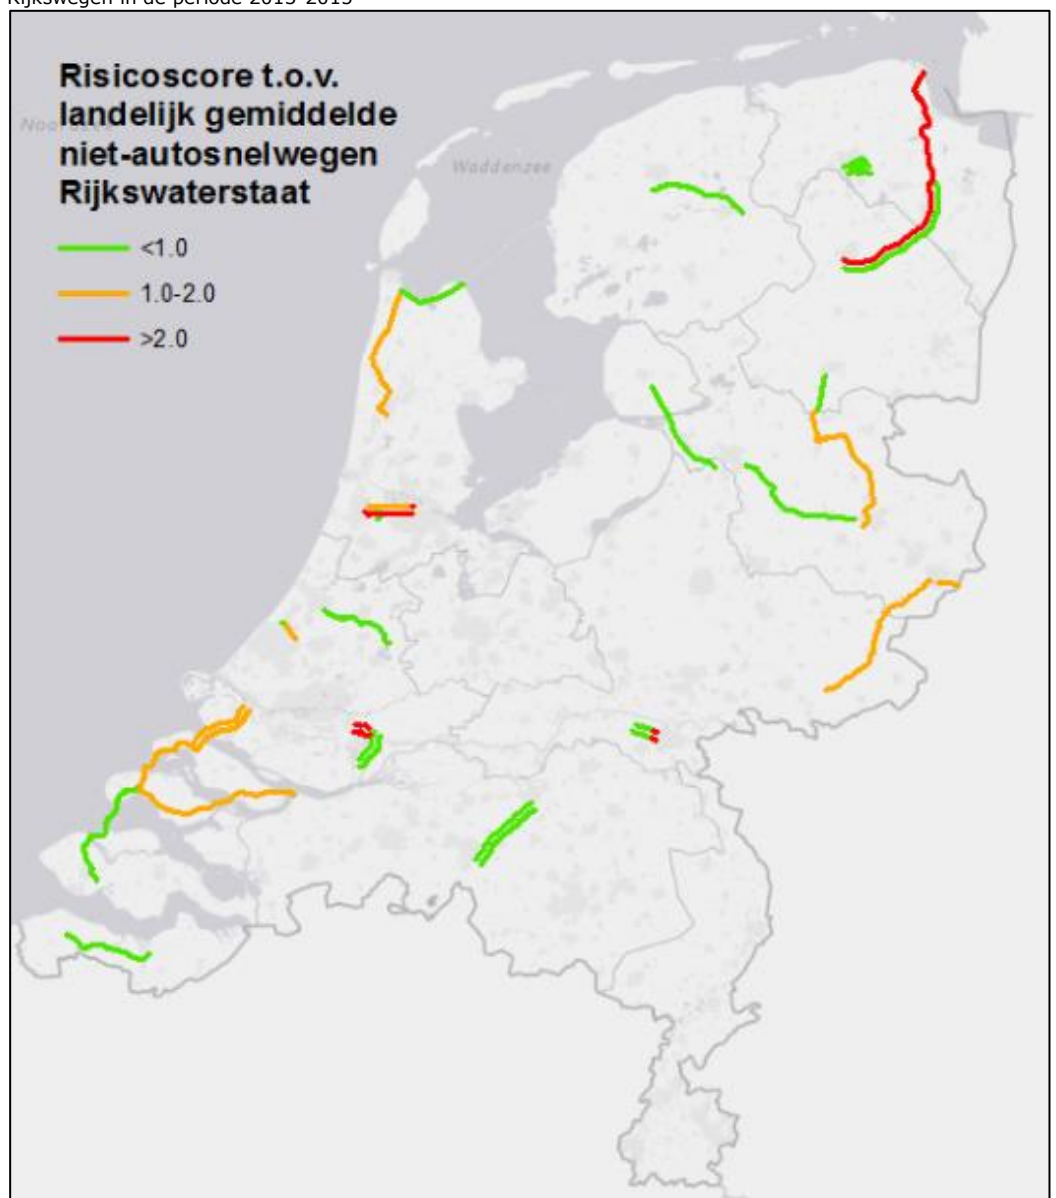 Rijkswegen in de periode 2013-2015
Risicoscore t.o.v.
landelijk gemiddelde
niet-autosnelwegen
Rijkswaterstaat
Waddenzee
<1.0
1.0-2.0
>2.0